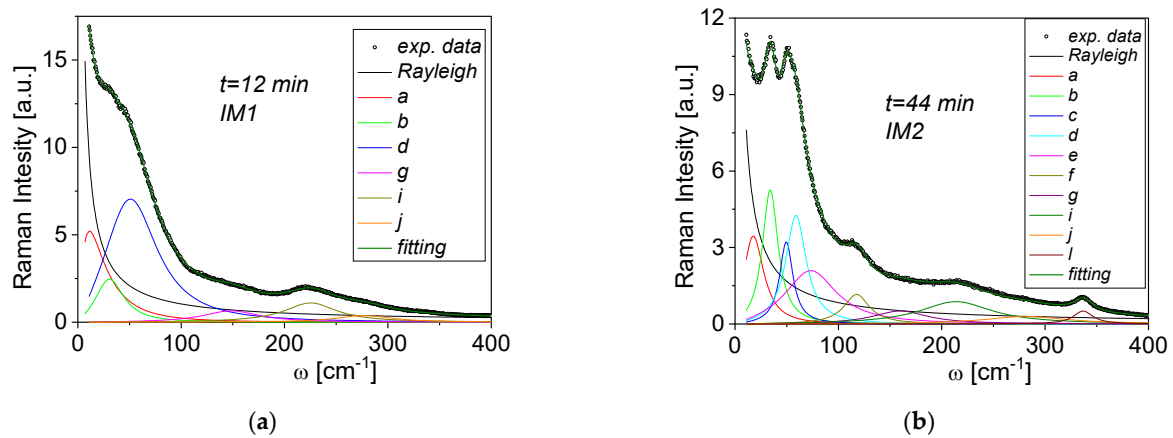 15
10
5
0
0
100
200
300
400
Raman Intesity [a.u.]
ω [cm⁻¹]
t=12 min
IM1
exp. data
Rayleigh
a
b
d
g
i
j
fitting
(a)
12
9
6
3
0
0
100
200
300
400
Raman Intesity [a.u.]
ω [cm⁻¹]
t=44 min
IM2
exp. data
Rayleigh
a
b
c
d
e
f
g
i
j
l
fitting
(b)